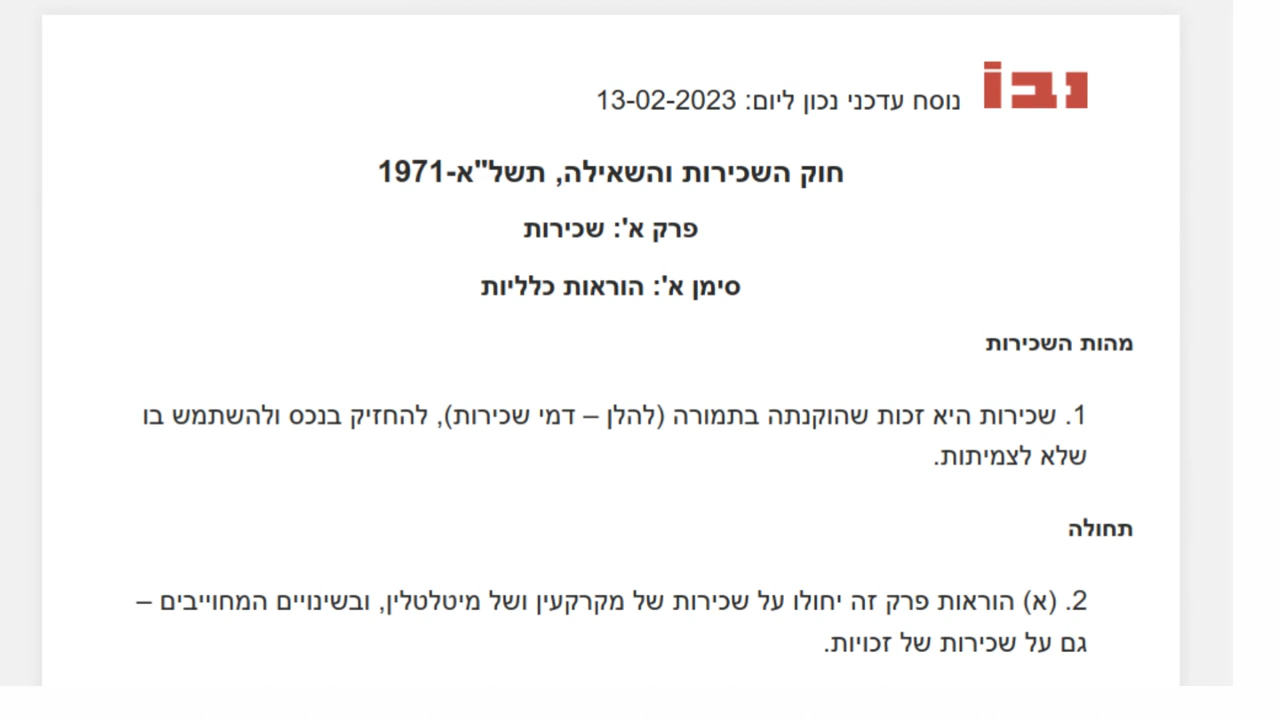 נבו
נוסח עדכני נכון ליום: 13-02-2023
חוק השכירות והשאילה, תשל"א-1971
פרק א': שכירות
סימן א': הוראות כלליות
מהות השכירות
1. שכירות היא זכות שהוקנתה בתמורה (להלן – דמי שכירות), להחזיק בנכס ולהשתמש בו
שלא לצמיתות.
תחולה
2. (א) הוראות פרק זה יחולו על שכירות של מקרקעין ושל מיטלטלין, ובשינויים המחוייבים –
גם על שכירות של זכויות.